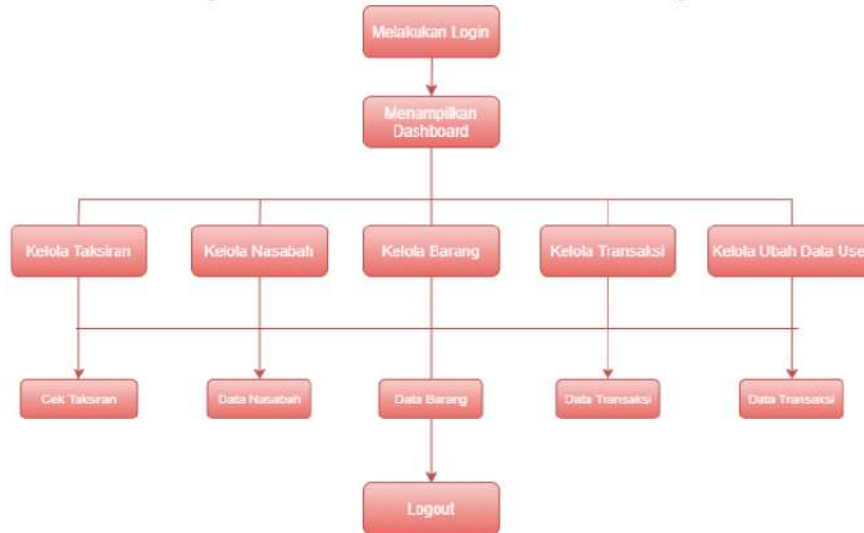 Melakukan Login
Menampilkan
Dashboard
Kelola Taksiran
Kelola Nasabah
Kelola Barang
Kelola Transaksi
Kelola Ubah Data Use
Cek Taksiran
Data Nasabah
Data Barang
Data Transaksi
Data Transaksi
Logout